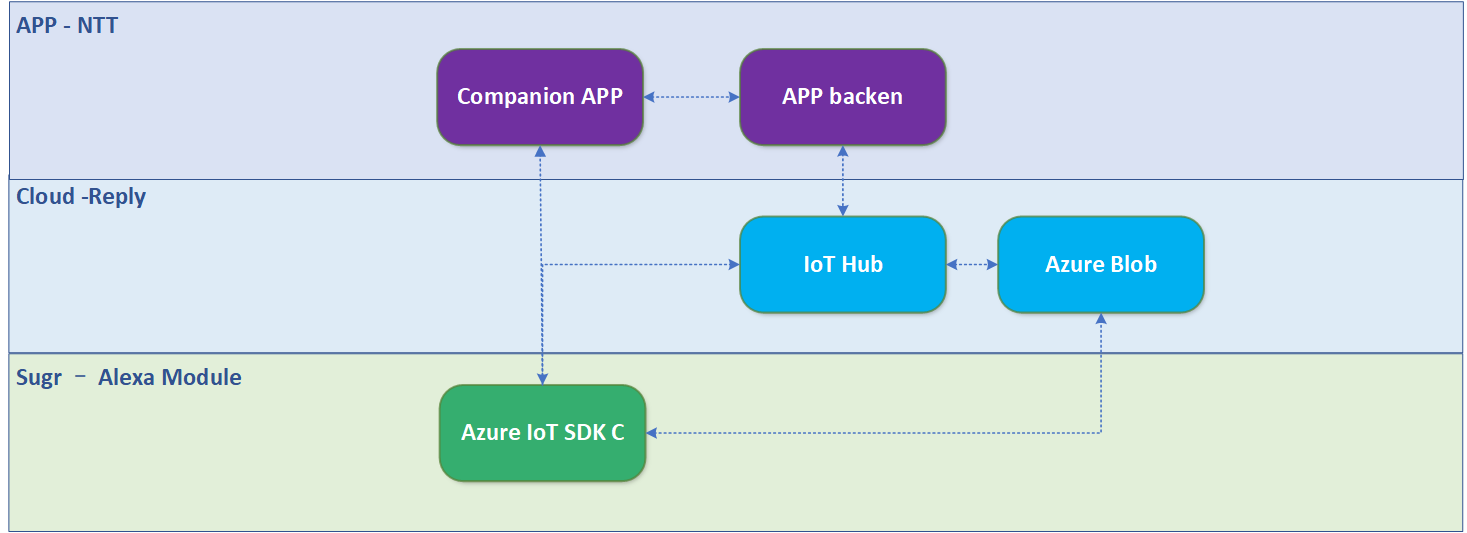 APP - NTT
Companion APP
APP backen
Cloud -Reply
IoT Hub
Azure Blob
Sugr － Alexa Module
Azure IoT SDK C